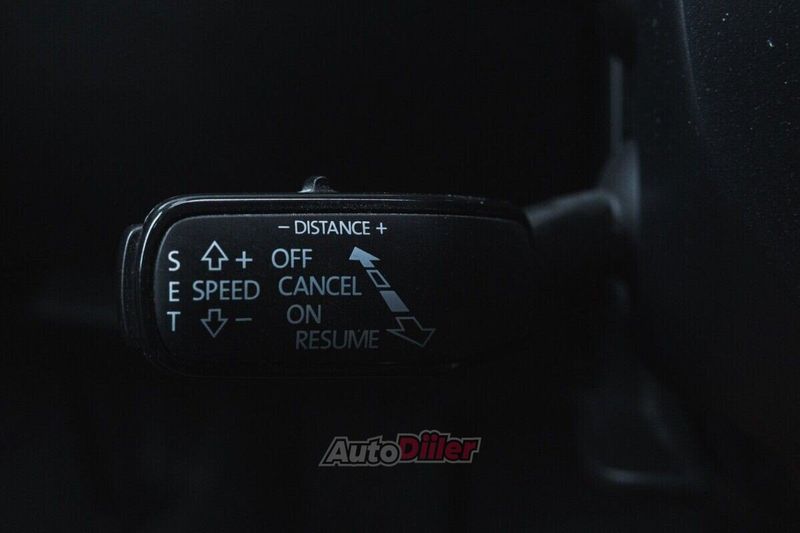 − DISTANCE +
S + OFF
E SPEED CANCEL
T − ON
RESUME
AutoDiiler